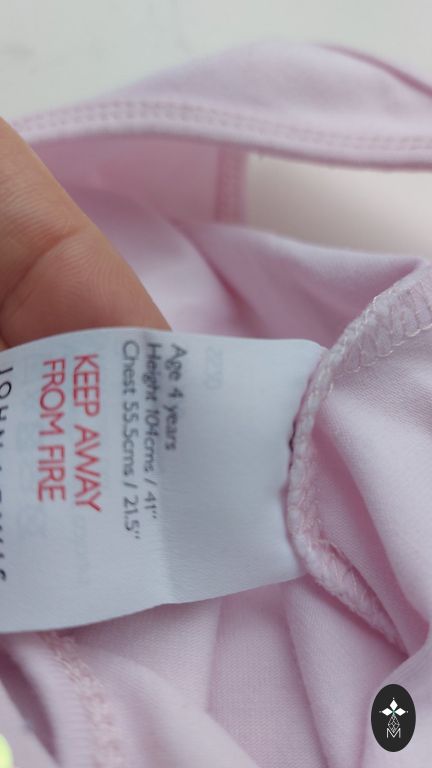 Age 4 years
Height 104cms / 41"
Chest 55.5cms / 21.5"
KEEP AWAY
FROM FIRE